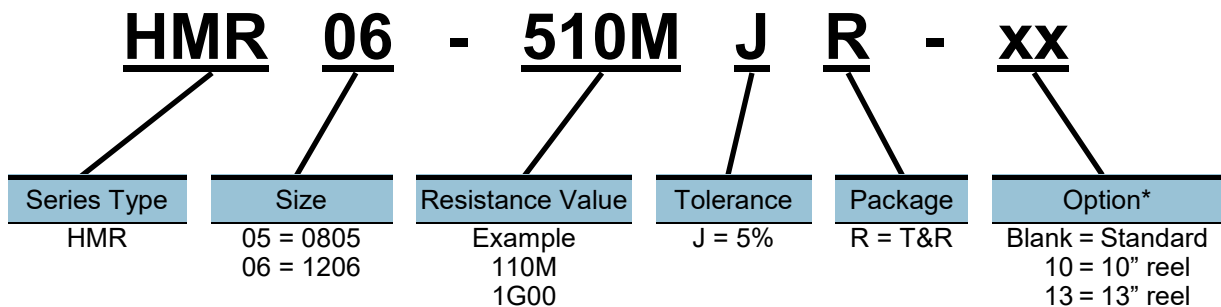 HMR 06 - 510M J R - xx
Series Type Size Resistance Value Tolerance Package Option*
HMR 05 = 0805 Example J = 5% R = T&R Blank = Standard
06 = 1206 110M 10 = 10” reel
1G00 13 = 13” reel